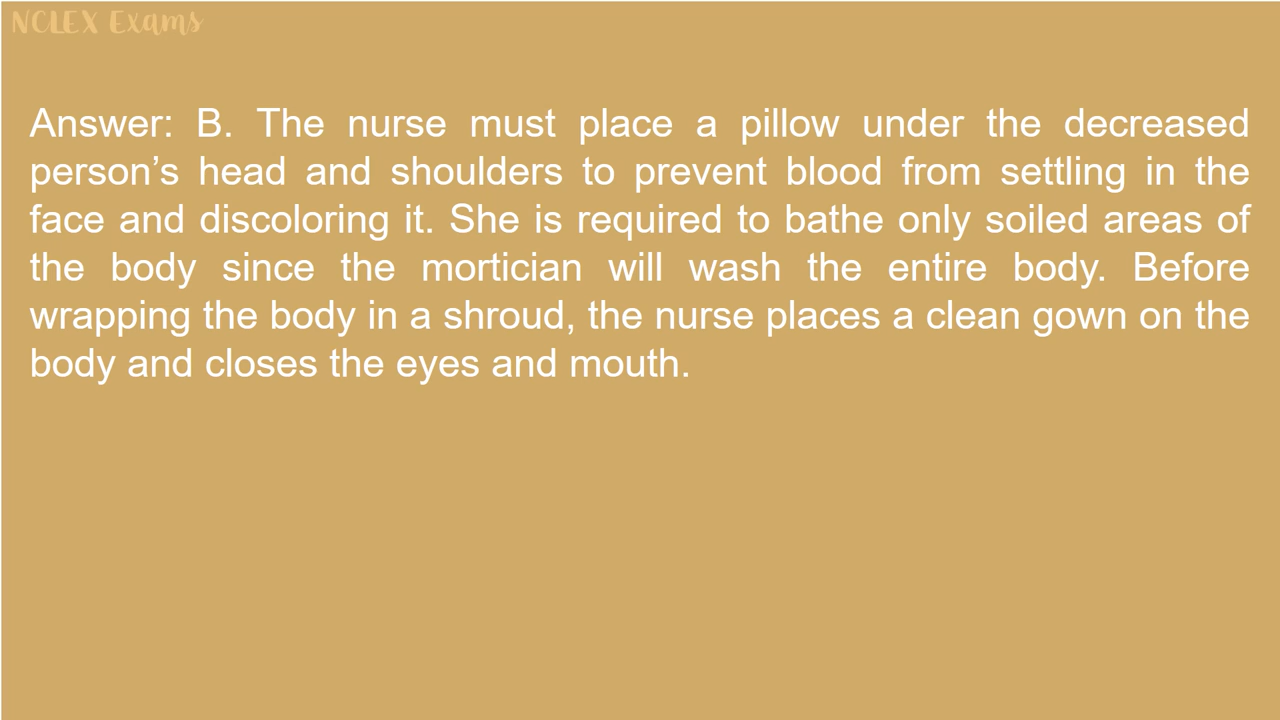 NCLEX Exams
Answer: B. The nurse must place a pillow under the decreased
person’s head and shoulders to prevent blood from settling in the
face and discoloring it. She is required to bathe only soiled areas of
the body since the mortician will wash the entire body. Before
wrapping the body in a shroud, the nurse places a clean gown on the
body and closes the eyes and mouth.